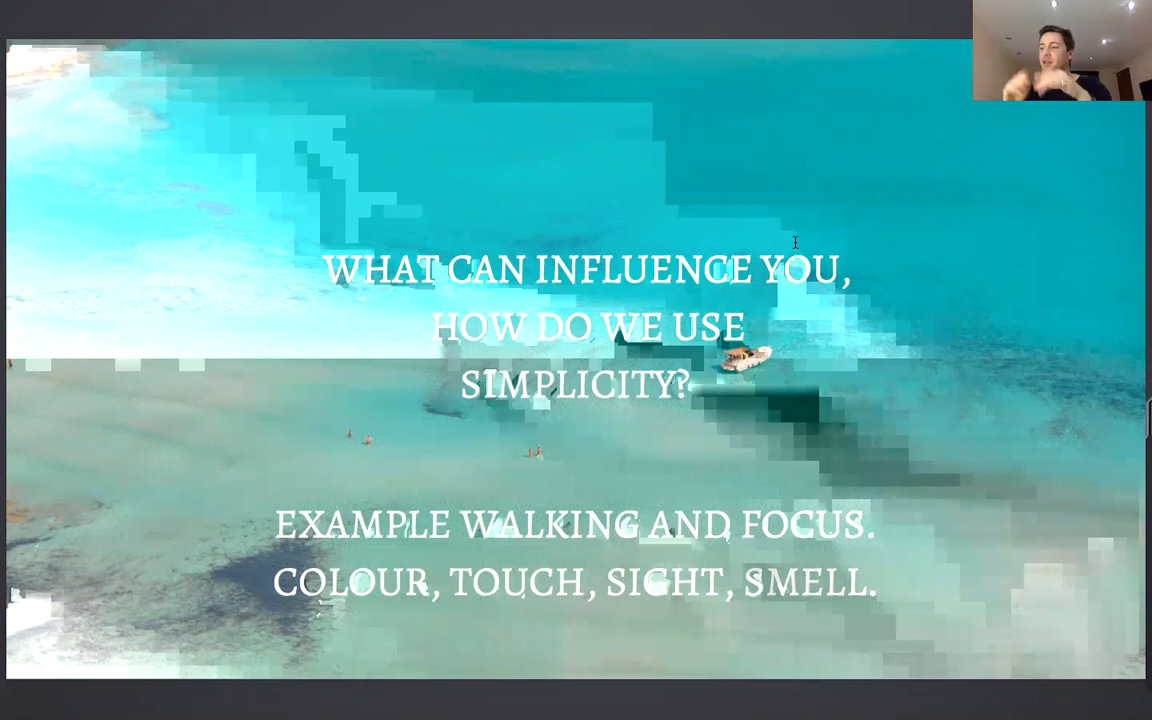 WHAT CAN INFLUENCE YOU,
HOW DO WE USE
SIMPLICITY?
EXAMPLE WALKING AND FOCUS.
COLOUR, TOUCH, SIGHT, SMELL.